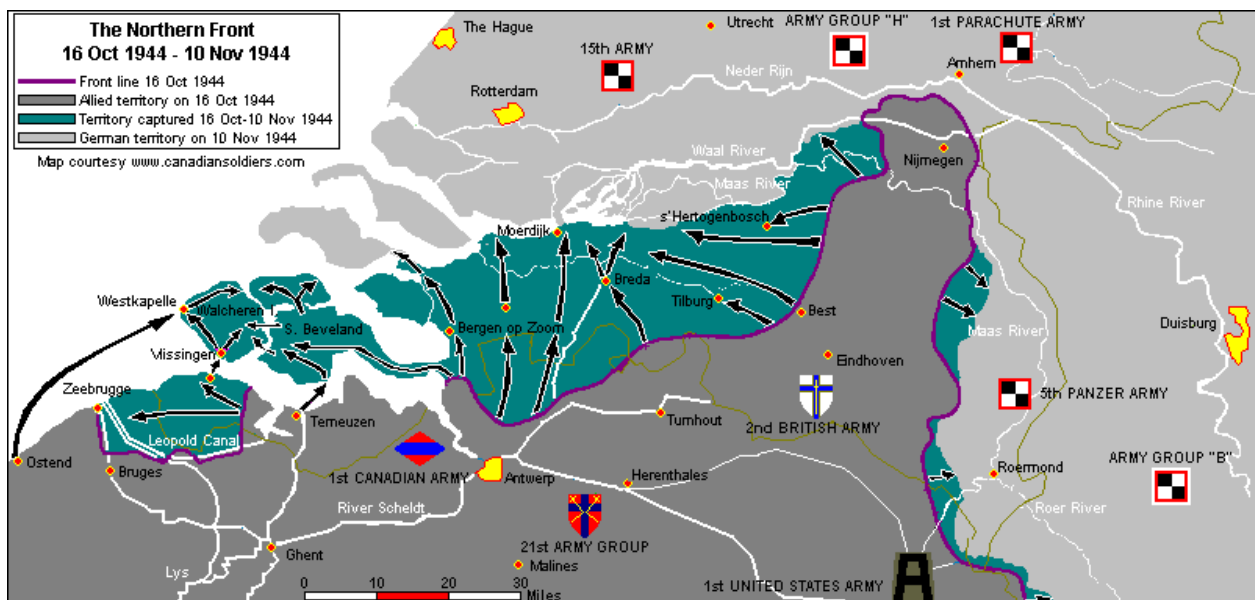 The Northern Front
16 Oct 1944 - 10 Nov 1944
Front line 16 Oct 1944
Allied territory on 16 Oct 1944
Territory captured 16 Oct-10 Nov 1944
German territory on 10 Nov 1944
Map courtesy www.canadiansoldiers.com
The Hague
Utrecht
ARMY GROUP "H"
1st PARACHUTE ARMY
15th ARMY
Neder Rijn
Arnhem
Rotterdam
Waal River
Nijmegen
Maas River
Rhine River
s'Hertogenbosch
Moerdijk
Breda
Tilburg
Best
Westkapelle
Walcheren I.
S. Beveland
Bergen op Zoom
Maas River
Duisburg
Vlissingen
Eindhoven
Zeebrugge
5th PANZER ARMY
Terneuzen
Turnhout
2nd BRITISH ARMY
Leopold Canal
Ostend
Bruges
1st CANADIAN ARMY
Antwerp
Herenthales
Roermond
ARMY GROUP "B"
River Scheldt
Roer River
21st ARMY GROUP
Ghent
Malines
Lys
1st UNITED STATES ARMY
A
0 10 20 30
Miles